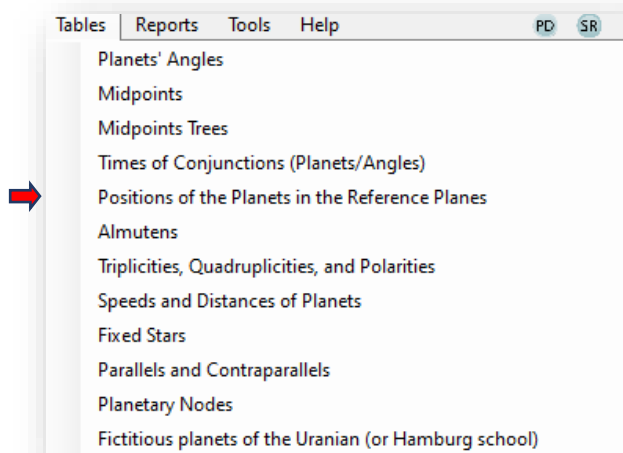 Tables Reports Tools Help PD SR
Planets' Angles
Midpoints
Midpoints Trees
Times of Conjunctions (Planets/Angles)
Positions of the Planets in the Reference Planes
Almutens
Triplicities, Quadruplicities, and Polarities
Speeds and Distances of Planets
Fixed Stars
Parallels and Contraparallels
Planetary Nodes
Fictitious planets of the Uranian (or Hamburg school)